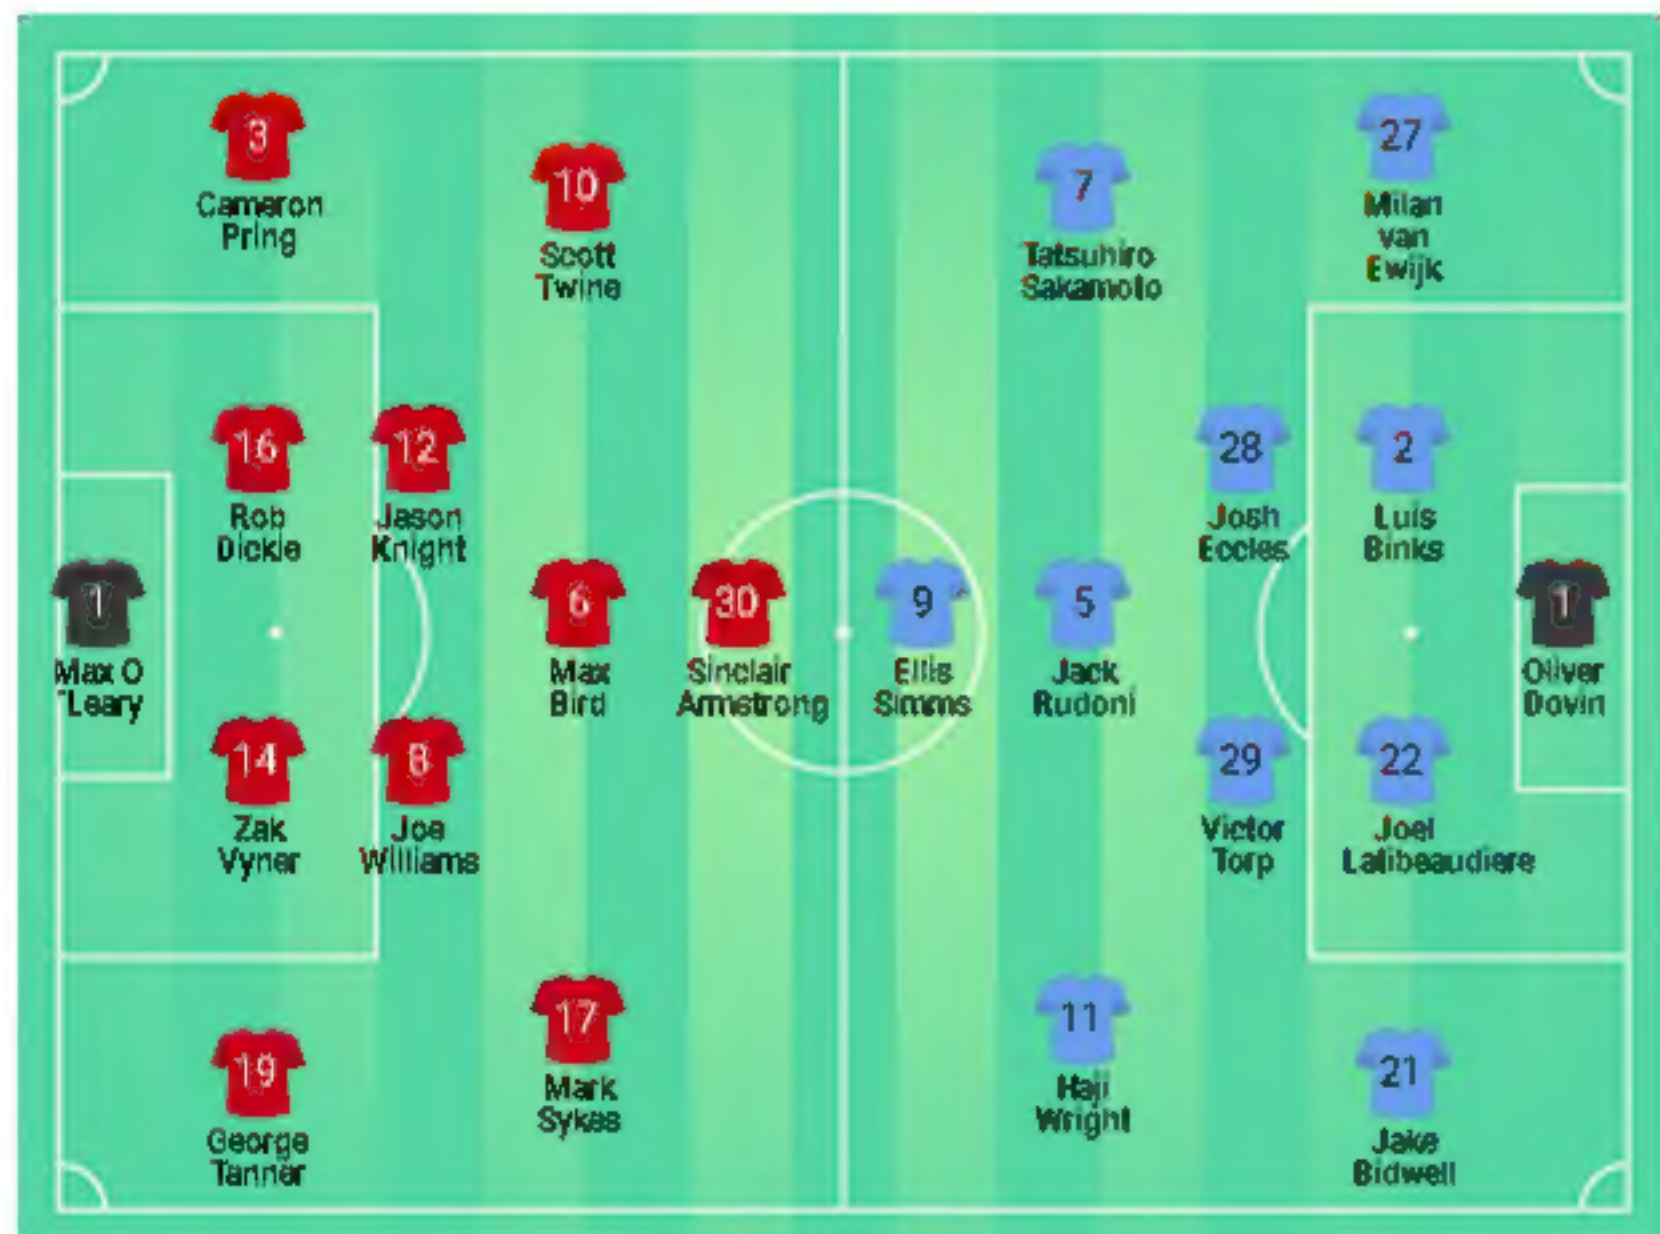 3
Cameron
Pring
10
Scott
Twine
7
Tatsuhiro
Sakamoto
27
Milan
van
Ewijk
16
Rob
Dickie
12
Jason
Knight
28
Josh
Eccles
2
Luis
Binks
1
Max O
'Leary
6
Max
Bird
30
Sinclair
Armstrong
9
Ellis
Simms
5
Jack
Rudoni
1
Oliver
Dovin
14
Zak
Vyner
8
Joe
Williams
29
Victor
Torp
22
Joel
Latibeaudiere
19
George
Tanner
17
Mark
Sykes
11
Haji
Wright
21
Jake
Bidwell